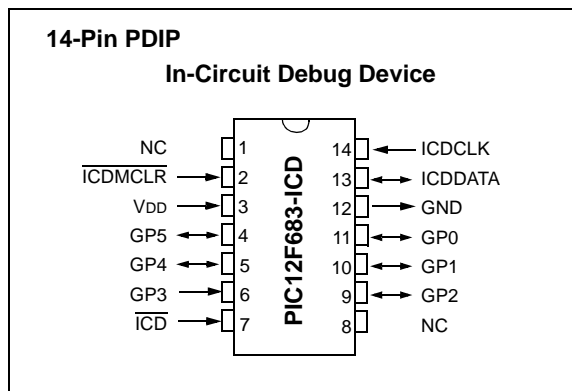 14-Pin PDIP
In-Circuit Debug Device
NC 1 14 ICDCLK
ICDMCLR 2 13 ICDDATA
VDD 3 12 GND
GP5 4 11 GP0
GP4 5 10 GP1
GP3 6 9 GP2
ICD 7 8 NC
PIC12F683-ICD